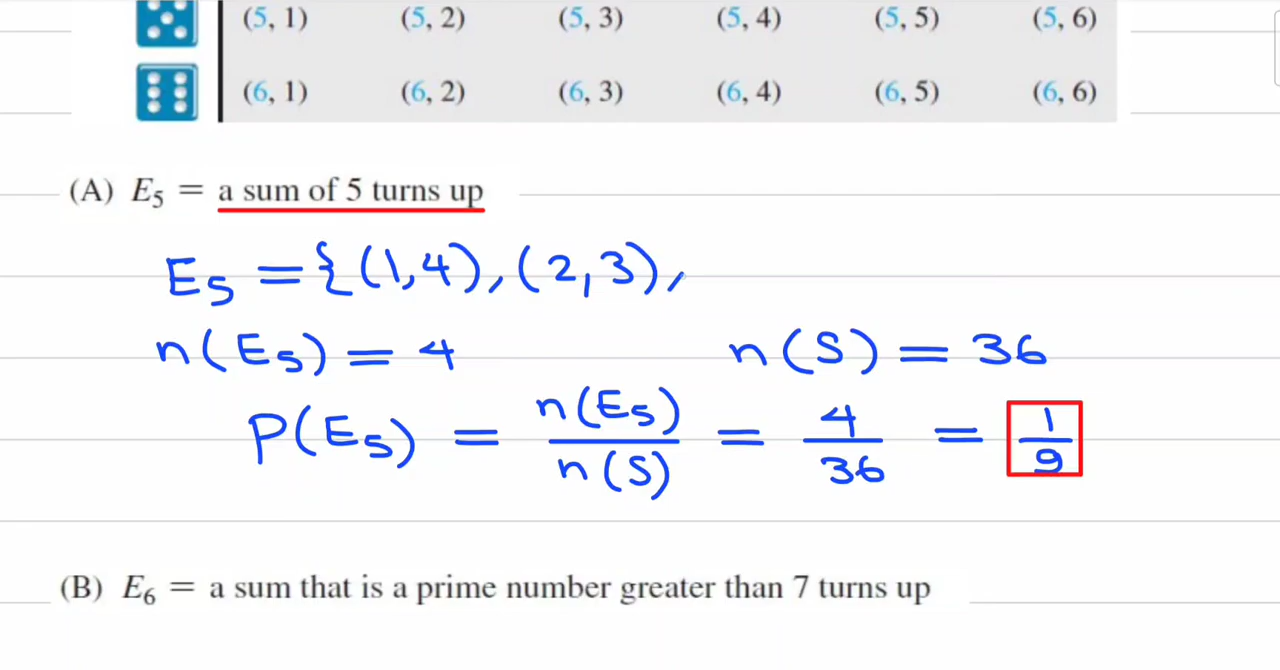 (5, 1) (5, 2) (5, 3) (5, 4) (5, 5) (5, 6)
(6, 1) (6, 2) (6, 3) (6, 4) (6, 5) (6, 6)
(A) E₅ = a sum of 5 turns up
E₅ = {(1,4), (2,3),
n(E₅) = 4 n(S) = 36
P(E₅) = n(E₅)/n(S) = 4/36 = 1/9
(B) E₆ = a sum that is a prime number greater than 7 turns up